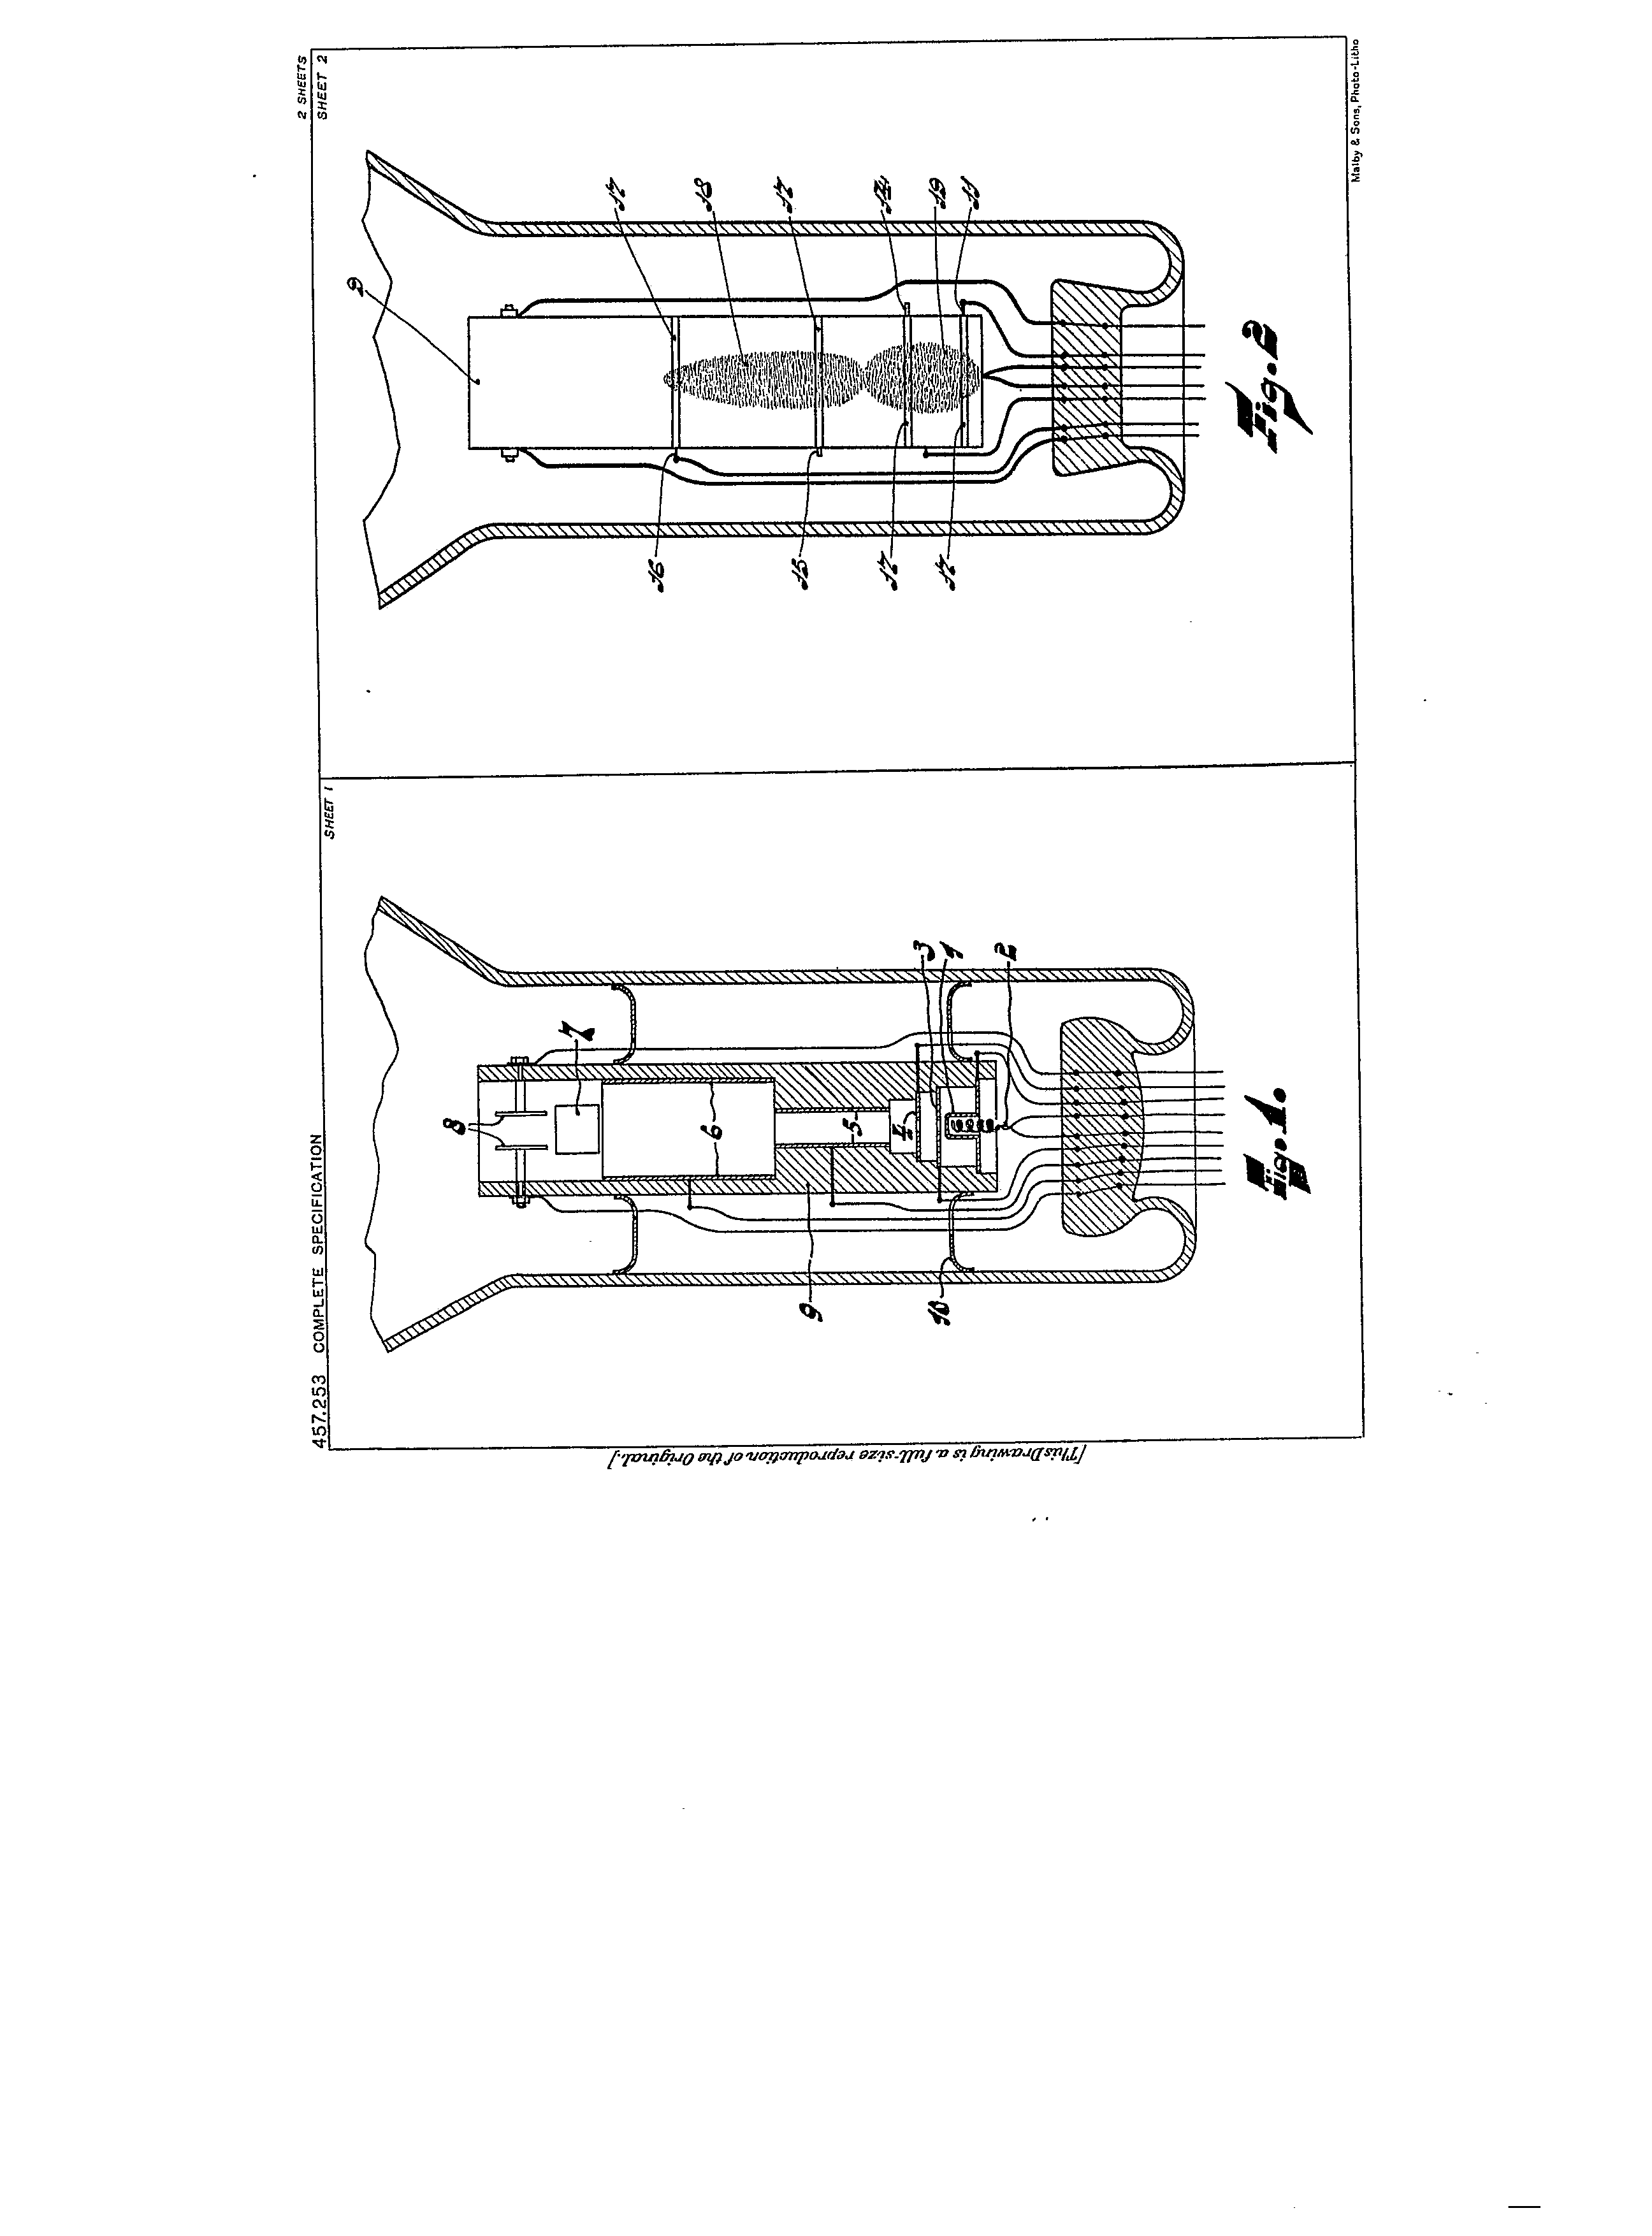 457.253 COMPLETE SPECIFICATION
2 SHEETS
SHEET 1
SHEET 2
8
7
6
5
4
3
1
2
9
10
Fig.1.
9
17
18
17
14
19
11
16
15
17
17
Fig.2
[This Drawing is a full-size reproduction of the Original.]
Malby & Sons, Photo-Litho